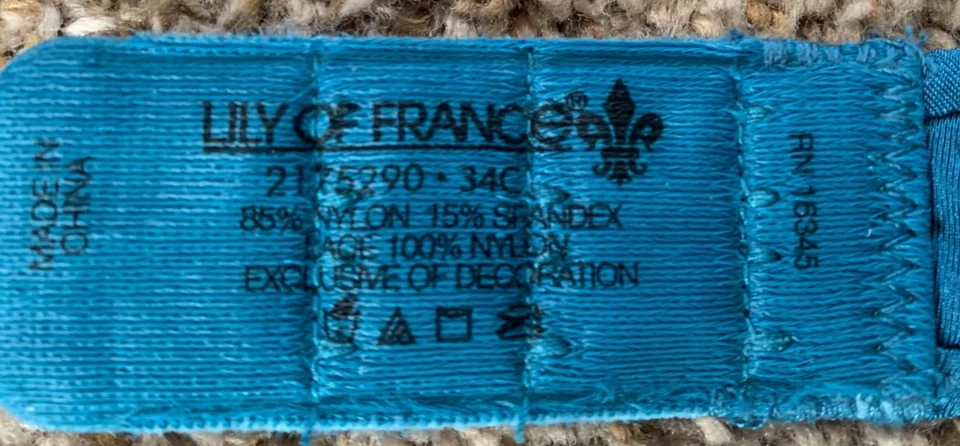 LILY OF FRANCE®
2175290 • 34C
85% NYLON 15% SPANDEX
LACE 100% NYLON
EXCLUSIVE OF DECORATION
MADE IN
CHINA
RN 16345